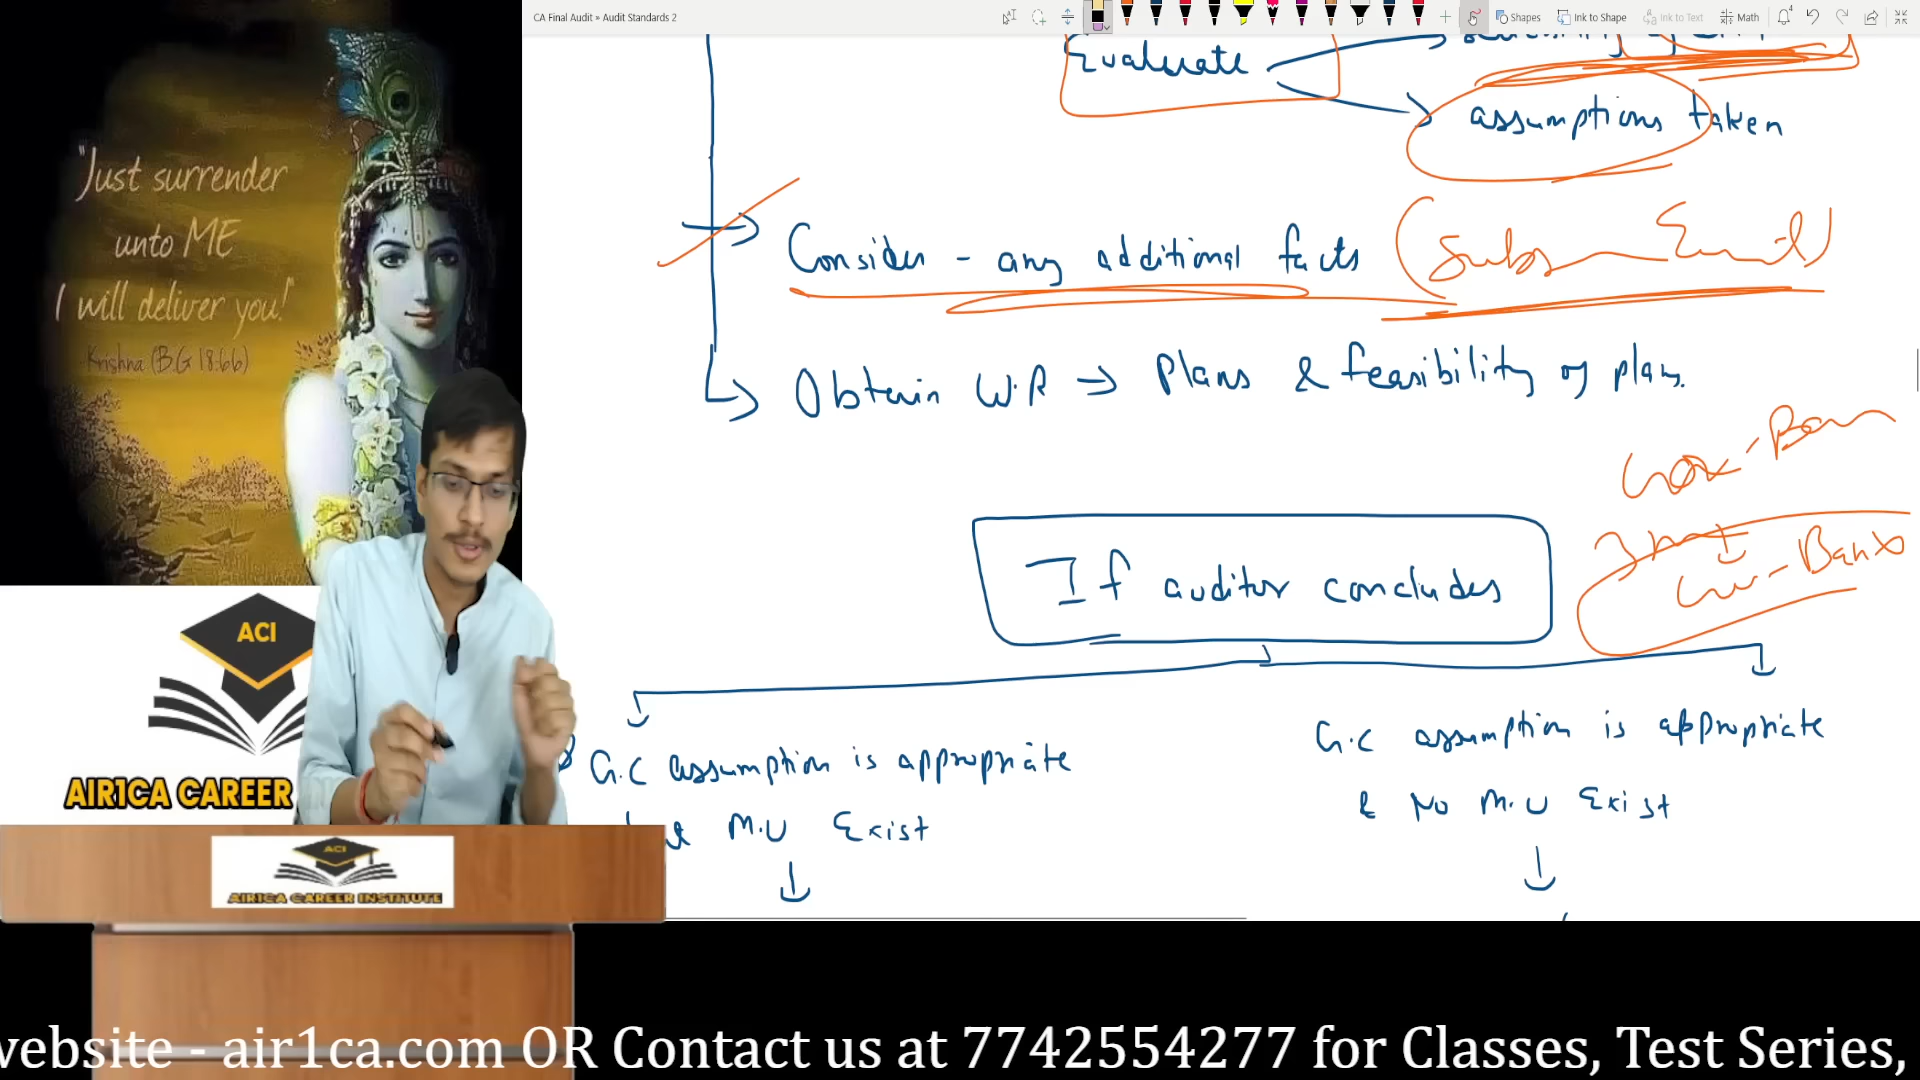 CA Final Audit » Audit Standards 2
Shapes
Ink to Shape
Ink to Text
Math
Evaluate
assumptions taken
"Just surrender
unto ME
I will deliver you!"
Krishna (B.G 18:66)
Consider - any additional facts
Obtain W.R → Plans & feasibility of plans.
If auditor concludes
G.C assumption is appropriate
M.U Exist
G.C assumption is appropriate
& No M.U Exist
ACI
AIR1CA CAREER
ACI
AIR1CA CAREER INSTITUTE
website - air1ca.com OR Contact us at 7742554277 for Classes, Test Series,